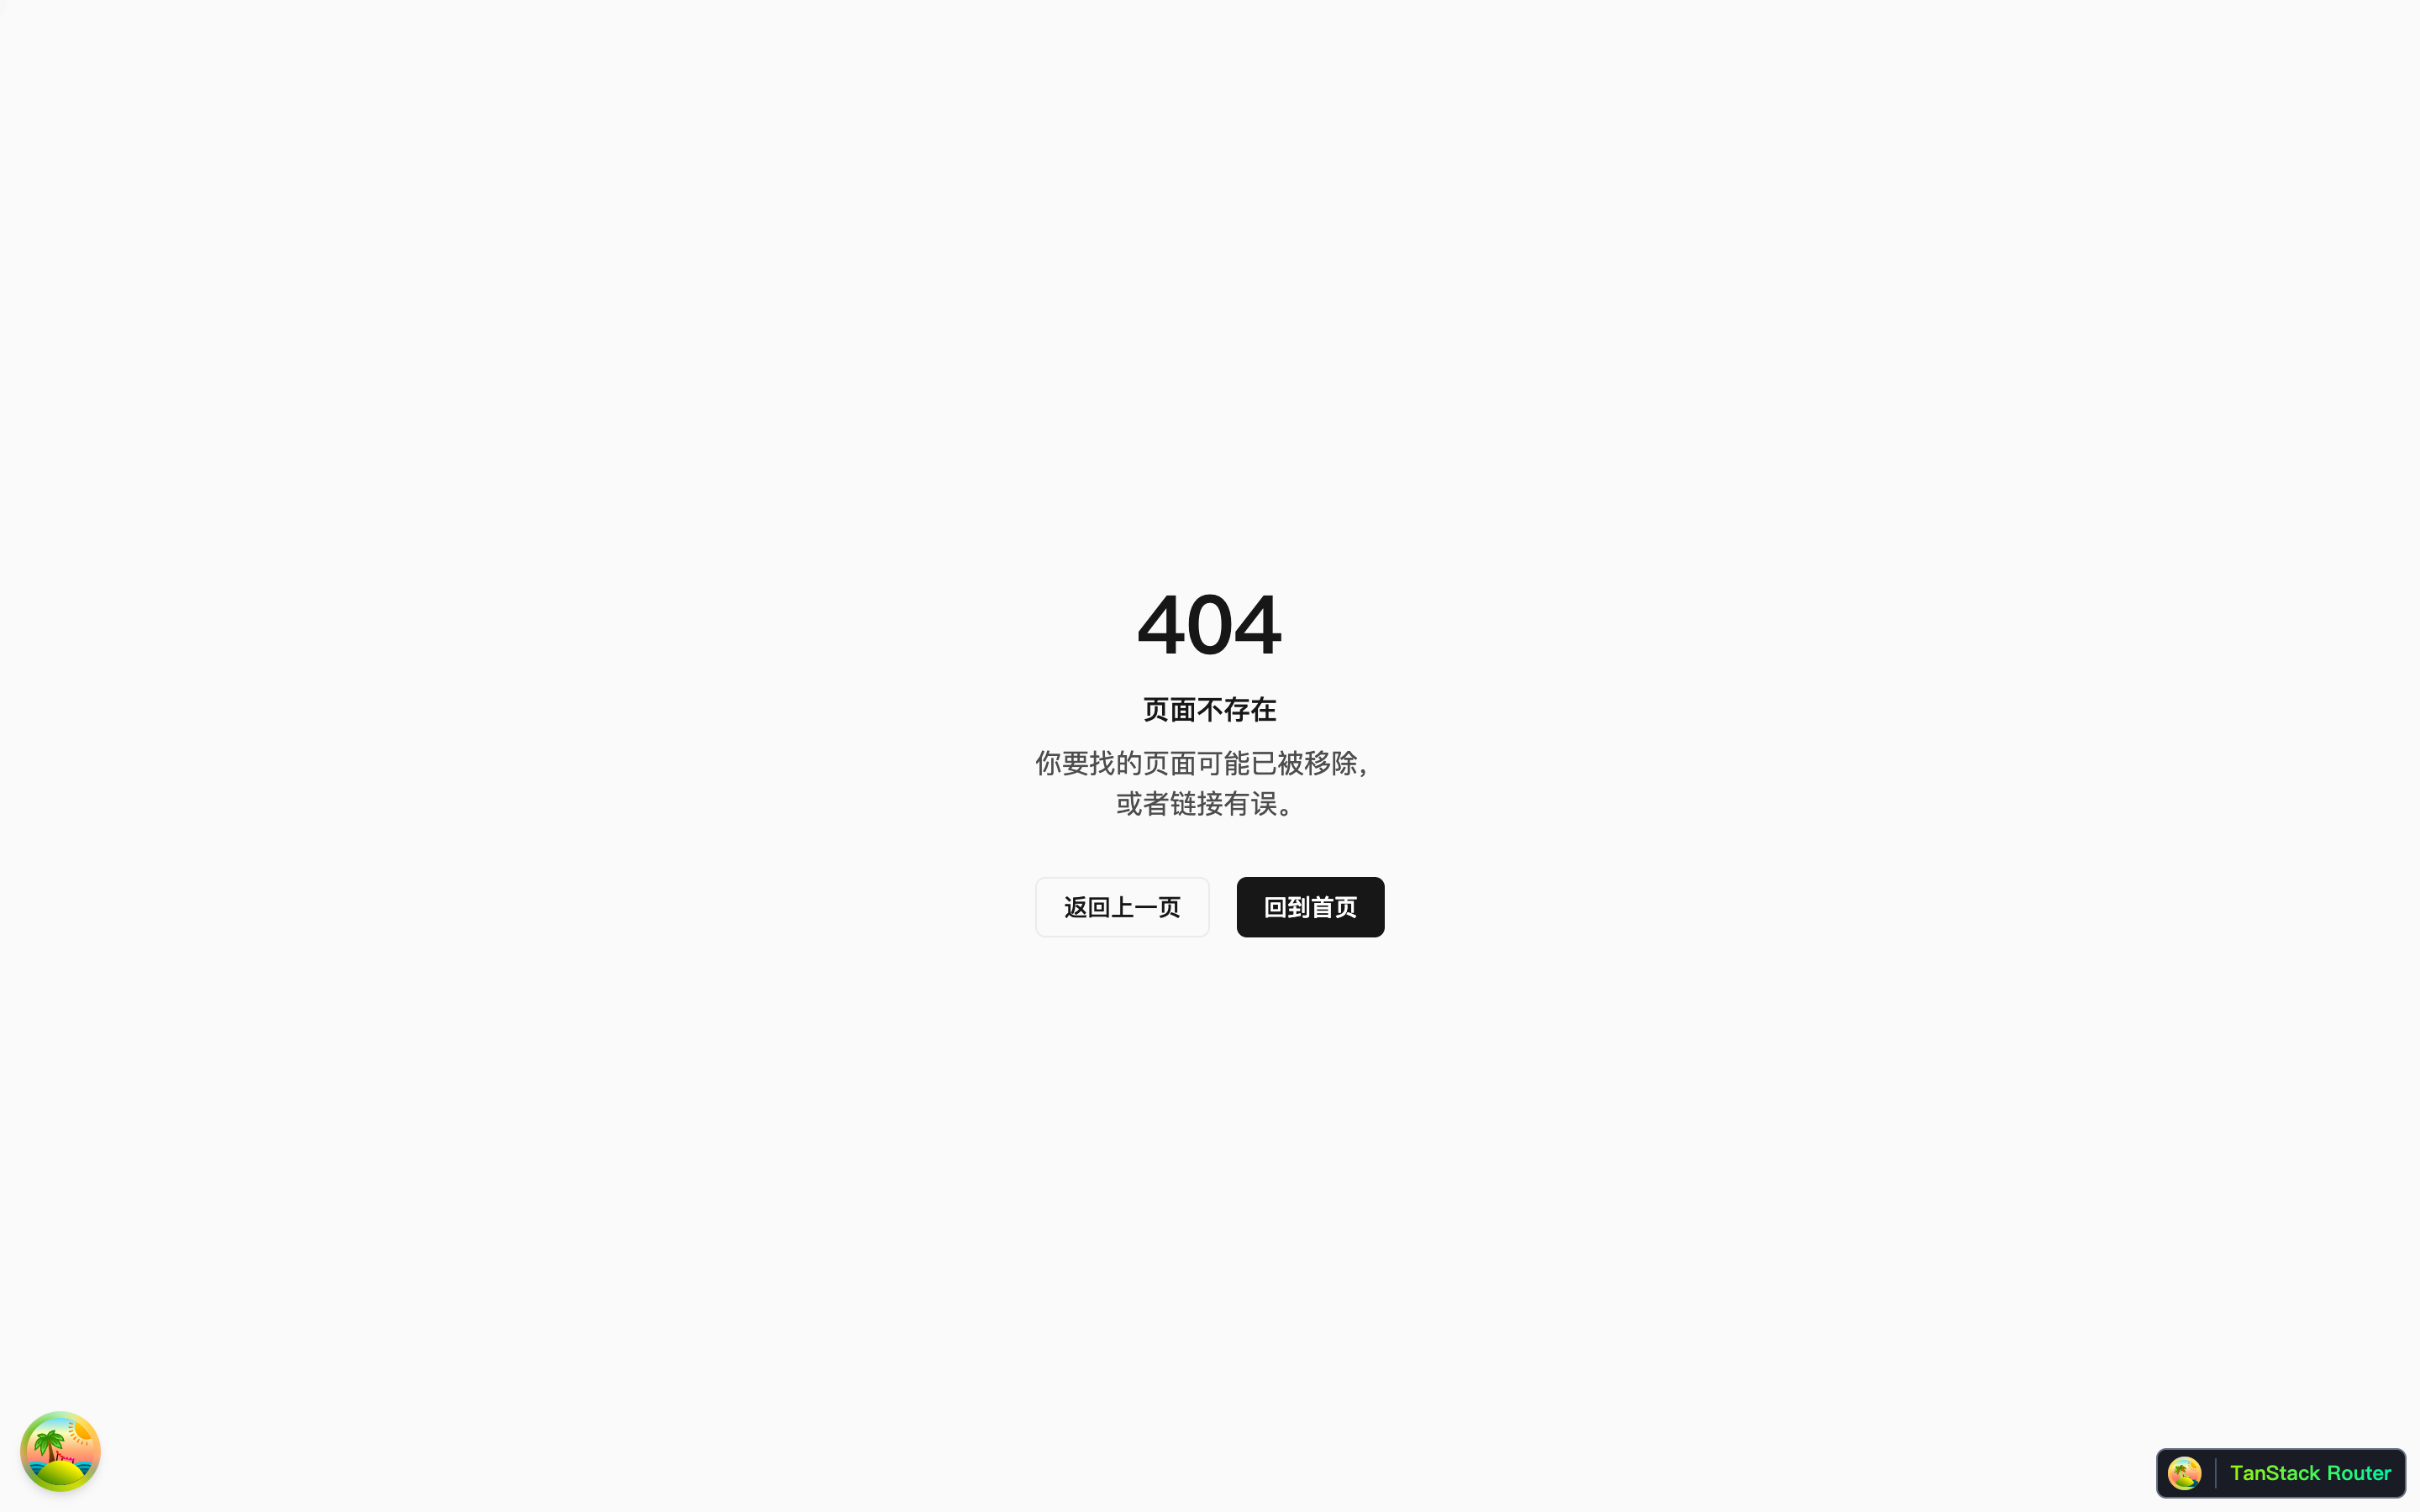 404
页面不存在
你要找的页面可能已被移除，
或者链接有误。
返回上一页
回到首页
TanStack Router